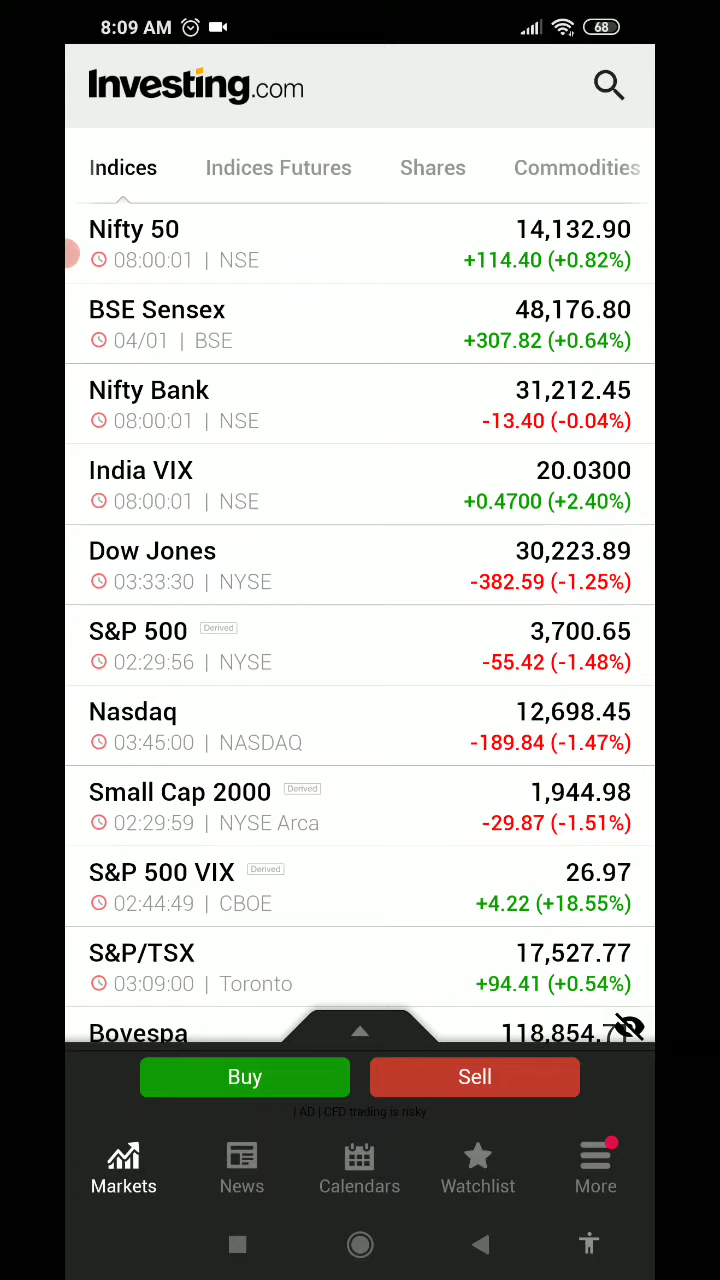 8:09 AM 68
Investing.com
Indices Indices Futures Shares Commodities
Nifty 50 14,132.90
08:00:01 | NSE +114.40 (+0.82%)
BSE Sensex 48,176.80
04/01 | BSE +307.82 (+0.64%)
Nifty Bank 31,212.45
08:00:01 | NSE -13.40 (-0.04%)
India VIX 20.0300
08:00:01 | NSE +0.4700 (+2.40%)
Dow Jones 30,223.89
03:33:30 | NYSE -382.59 (-1.25%)
S&P 500 Derived 3,700.65
02:29:56 | NYSE -55.42 (-1.48%)
Nasdaq 12,698.45
03:45:00 | NASDAQ -189.84 (-1.47%)
Small Cap 2000 Derived 1,944.98
02:29:59 | NYSE Arca -29.87 (-1.51%)
S&P 500 VIX Derived 26.97
02:44:49 | CBOE +4.22 (+18.55%)
S&P/TSX 17,527.77
03:09:00 | Toronto +94.41 (+0.54%)
Bovespa 118,854.71
Buy Sell
| AD | CFD trading is risky
Markets News Calendars Watchlist More